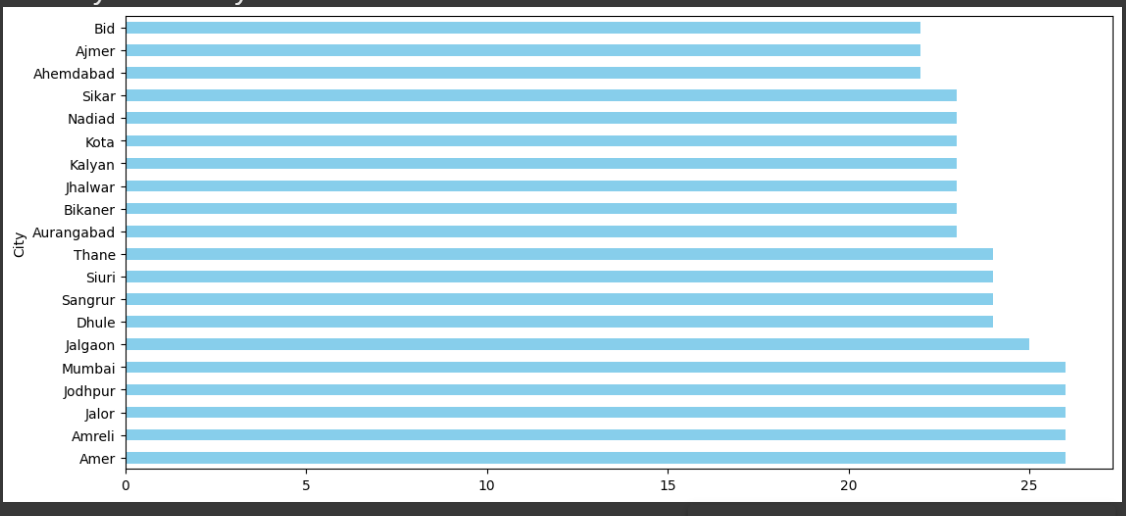 Bid
Ajmer
Ahemdabad
Sikar
Nadiad
Kota
Kalyan
Jhalwar
Bikaner
Aurangabad
City
Thane
Siuri
Sangrur
Dhule
Jalgaon
Mumbai
Jodhpur
Jalor
Amreli
Amer
0 5 10 15 20 25